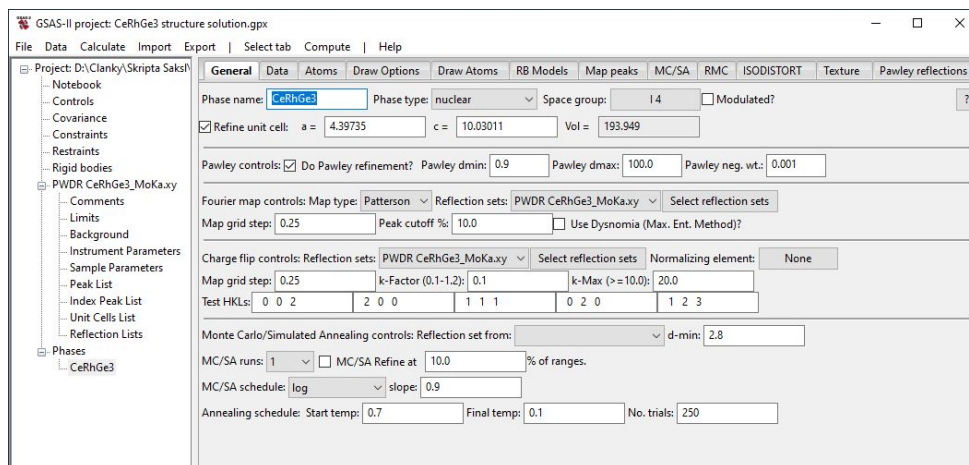 GSAS-II project: CeRhGe3 structure solution.gpx
File Data Calculate Import Export | Select tab Compute | Help
Project: D:\Clanky\Skripta Saksl\
Notebook
Controls
Covariance
Constraints
Restraints
Rigid bodies
PWDR CeRhGe3_MoKa.xy
Comments
Limits
Background
Instrument Parameters
Sample Parameters
Peak List
Index Peak List
Unit Cells List
Reflection Lists
Phases
CeRhGe3
General Data Atoms Draw Options Draw Atoms RB Models Map peaks MC/SA RMC ISODISTORT Texture Pawley reflections
Phase name: CeRhGe3 Phase type: nuclear Space group: I 4 Modulated? ?
Refine unit cell: a = 4.39735 c = 10.03011 Vol = 193.949
Pawley controls: Do Pawley refinement? Pawley dmin: 0.9 Pawley dmax: 100.0 Pawley neg. wt.: 0.001
Fourier map controls: Map type: Patterson Reflection sets: PWDR CeRhGe3_MoKa.xy Select reflection sets
Map grid step: 0.25 Peak cutoff %: 10.0 Use Dysnomia (Max. Ent. Method)?
Charge flip controls: Reflection sets: PWDR CeRhGe3_MoKa.xy Select reflection sets Normalizing element: None
Map grid step: 0.25 k-Factor (0.1-1.2): 0.1 k-Max (>=10.0): 20.0
Test HKLs: 0 0 2 2 0 0 1 1 1 0 2 0 1 2 3
Monte Carlo/Simulated Annealing controls: Reflection set from: d-min: 2.8
MC/SA runs: 1 MC/SA Refine at 10.0 % of ranges.
MC/SA schedule: log slope: 0.9
Annealing schedule: Start temp: 0.7 Final temp: 0.1 No. trials: 250